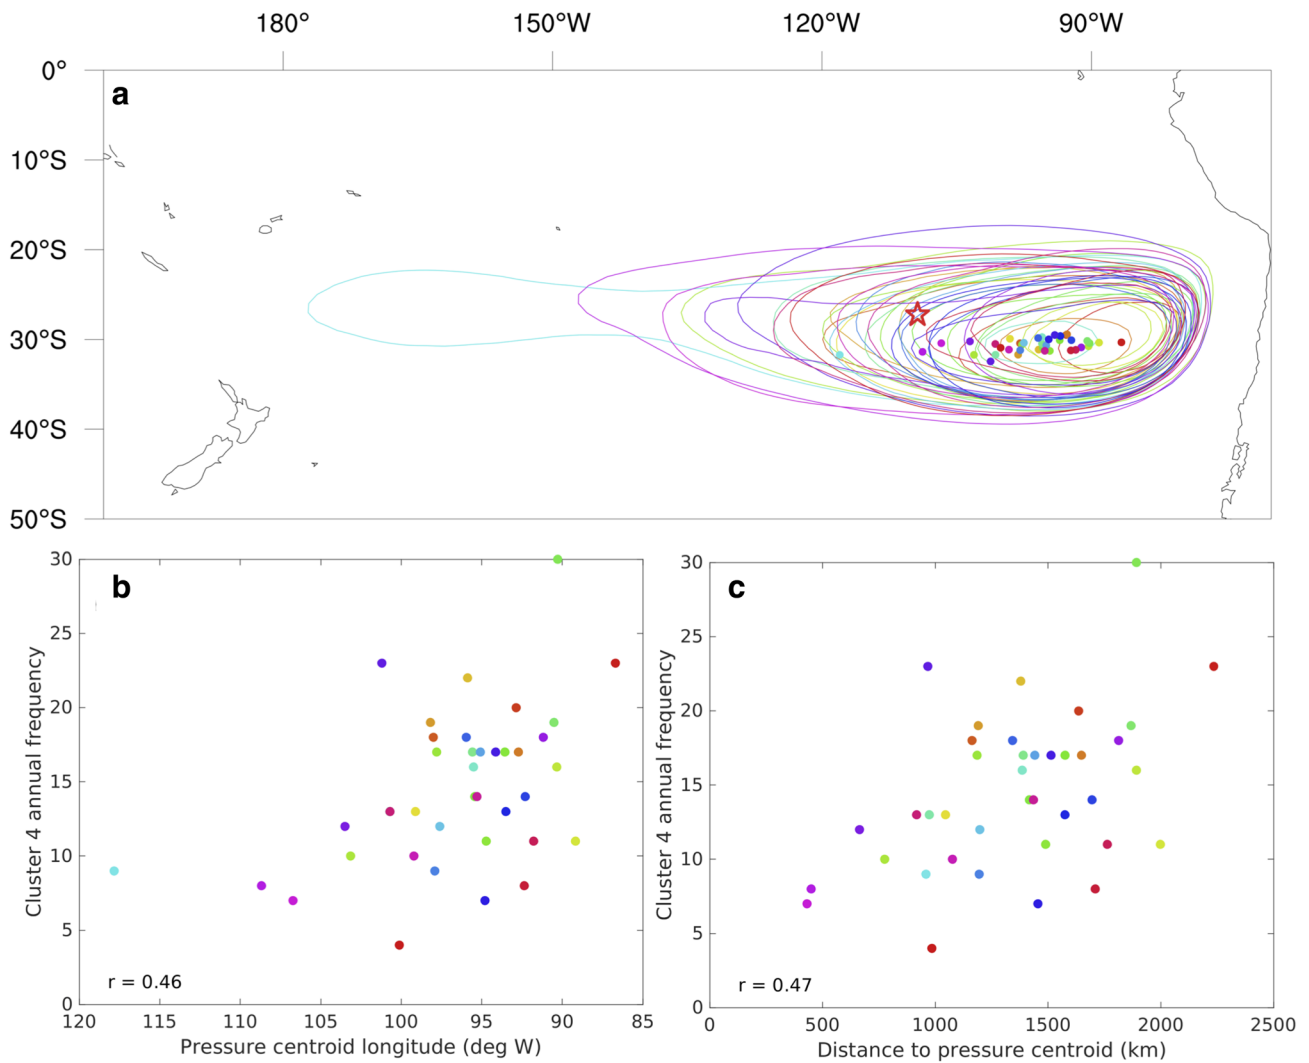 180° 150°W 120°W 90°W
0°
a
10°S
20°S
30°S
40°S
50°S
b
30
25
20
15
10
5
0
Cluster 4 annual frequency
r = 0.46
120 115 110 105 100 95 90 85
Pressure centroid longitude (deg W)
c
30
25
20
15
10
5
0
Cluster 4 annual frequency
r = 0.47
0 500 1000 1500 2000 2500
Distance to pressure centroid (km)